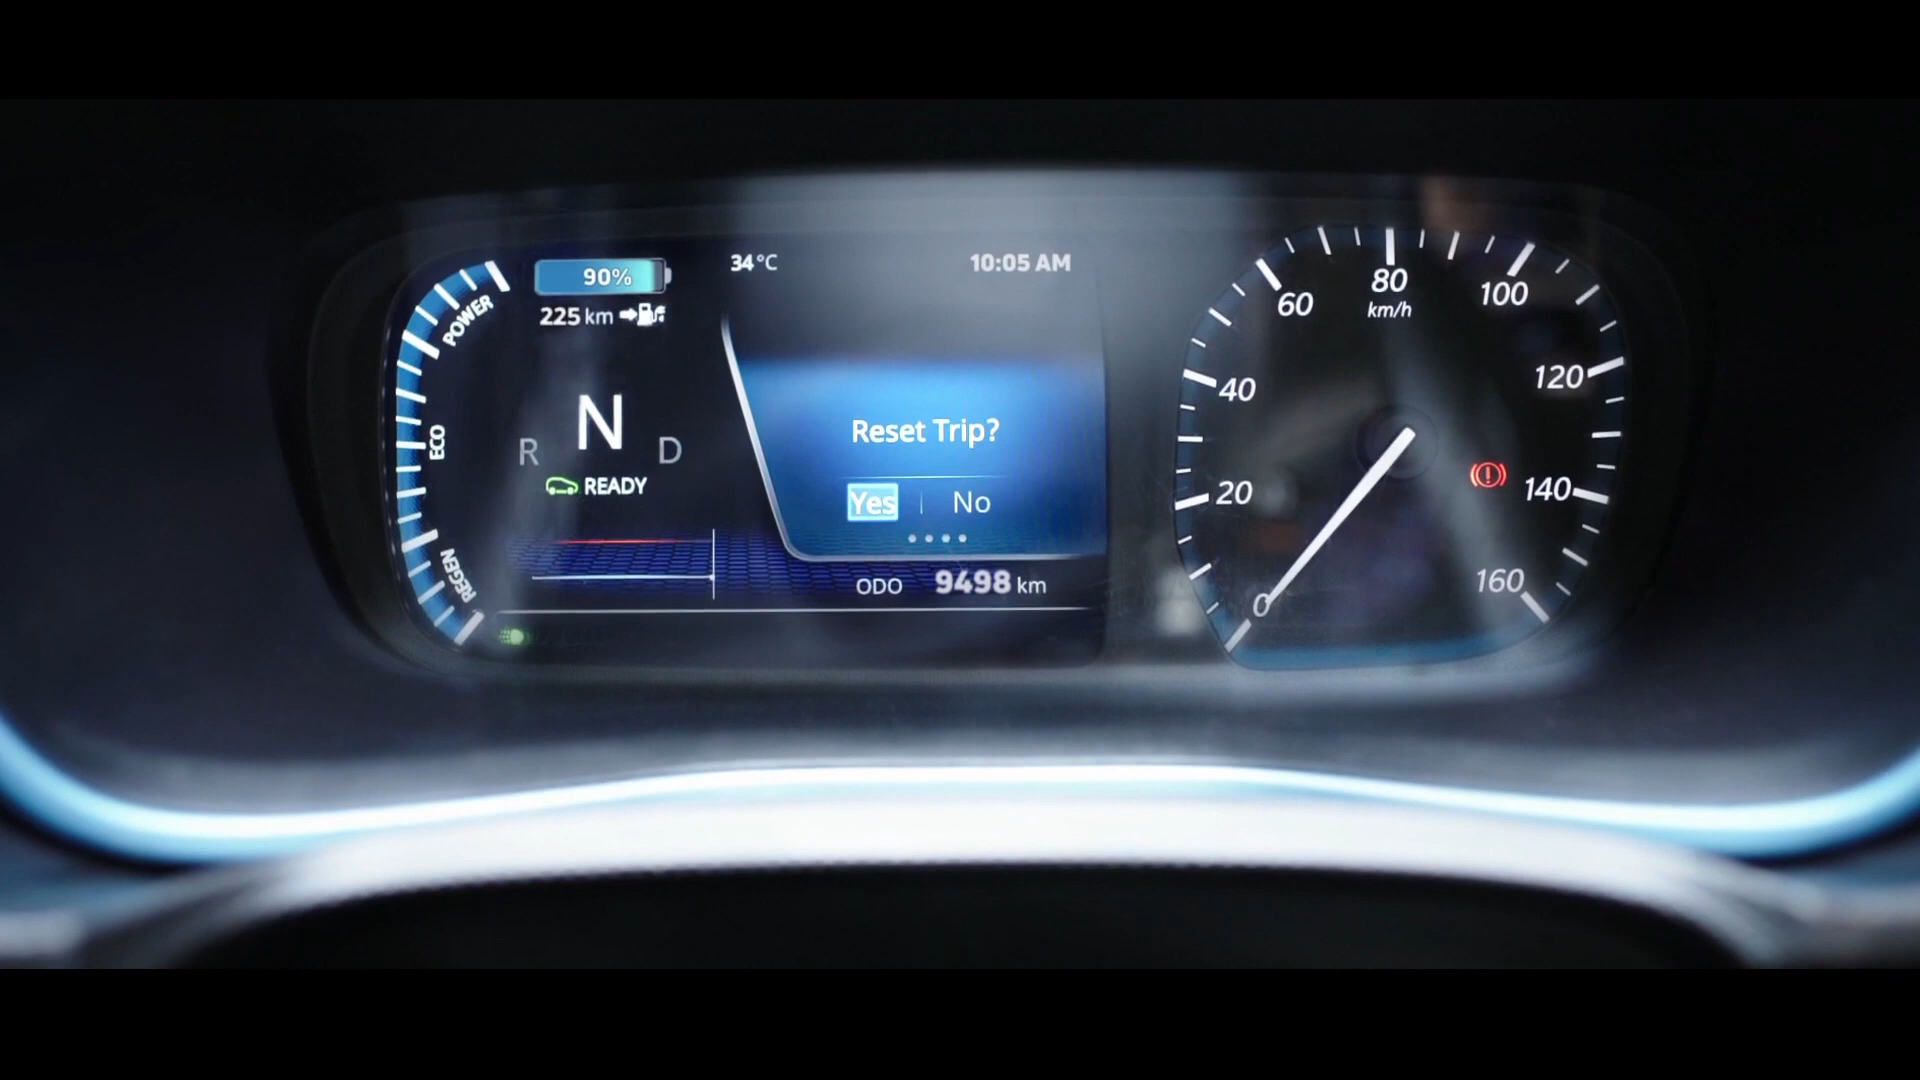 90%
225 km
34°C
10:05 AM
POWER
ECO
REGEN
R N D
READY
Reset Trip?
Yes | No
ODO 9498 km
0
20
40
60
80
km/h
100
120
140
160